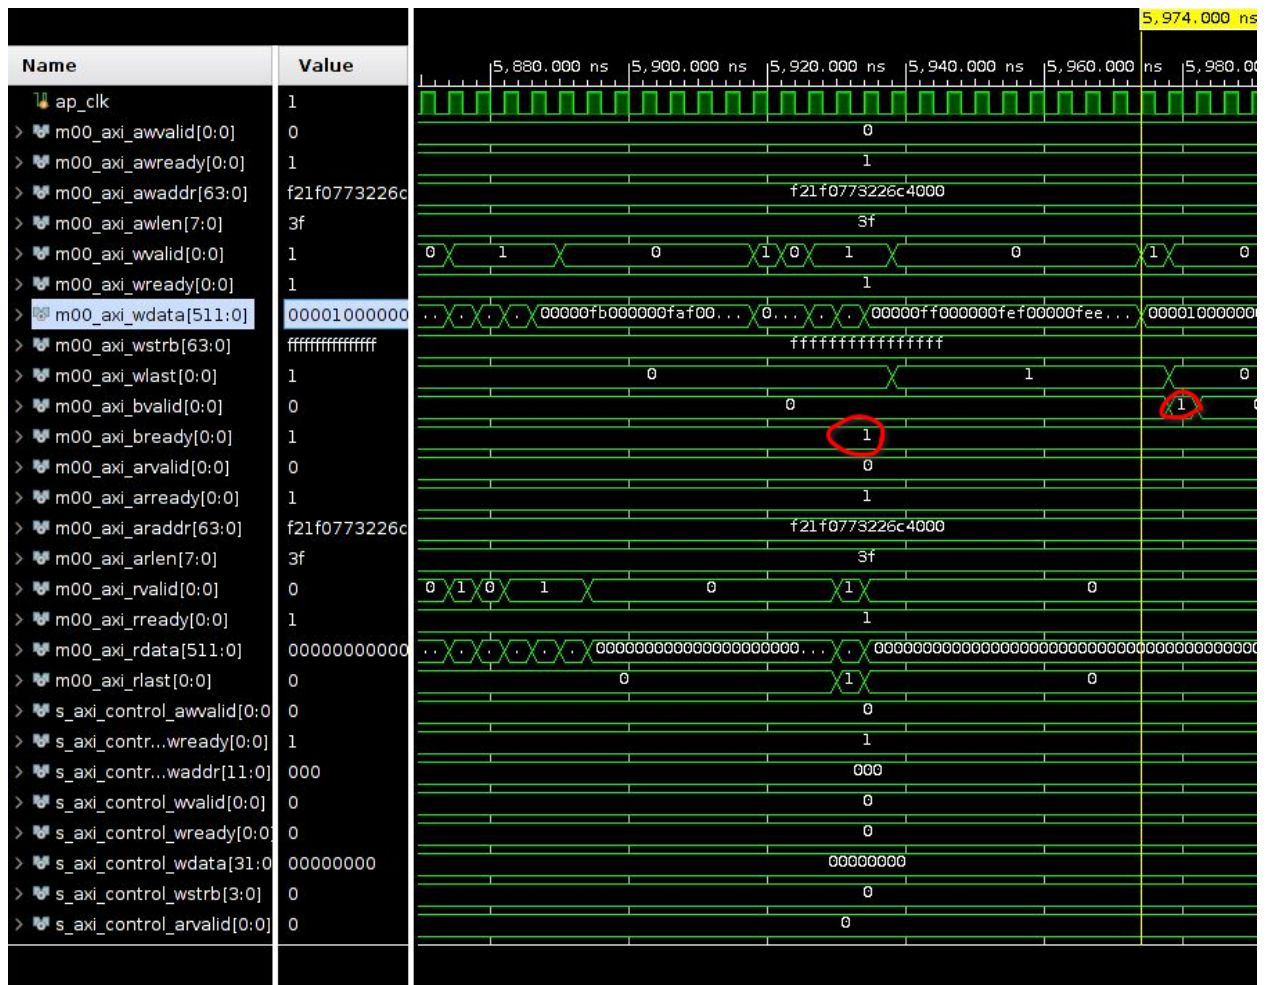 5,974.000 ns
Name Value 5,880.000 ns 5,900.000 ns 5,920.000 ns 5,940.000 ns 5,960.000 ns 5,980.00
ap_clk 1
m00_axi_awvalid[0:0] 0 0
m00_axi_awready[0:0] 1 1
m00_axi_awaddr[63:0] f21f0773226c f21f0773226c4000
m00_axi_awlen[7:0] 3f 3f
m00_axi_wvalid[0:0] 1 0 1 0 1 0 1 0 1 0
m00_axi_wready[0:0] 1 1
m00_axi_wdata[511:0] 00001000000 .. . . . 00000fb000000faf00... 0... . . 00000ff000000fef00000fee... 00001000000
m00_axi_wstrb[63:0] ffffffffffffffff ffffffffffffffff
m00_axi_wlast[0:0] 1 0 1 0
m00_axi_bvalid[0:0] 0 0 1 0
m00_axi_bready[0:0] 1 1
m00_axi_arvalid[0:0] 0 0
m00_axi_arready[0:0] 1 1
m00_axi_araddr[63:0] f21f0773226c f21f0773226c4000
m00_axi_arlen[7:0] 3f 3f
m00_axi_rvalid[0:0] 0 0 1 0 1 0 1 0
m00_axi_rready[0:0] 1 1
m00_axi_rdata[511:0] 00000000000 .. . . . . . 000000000000000000000... . 0000000000000000000000000000000000000000
m00_axi_rlast[0:0] 0 0 1 0
s_axi_control_awvalid[0:0 0 0
s_axi_contr...wready[0:0] 1 1
s_axi_contr...waddr[11:0] 000 000
s_axi_control_wvalid[0:0] 0 0
s_axi_control_wready[0:0] 0 0
s_axi_control_wdata[31:0 00000000 00000000
s_axi_control_wstrb[3:0] 0 0
s_axi_control_arvalid[0:0] 0 0